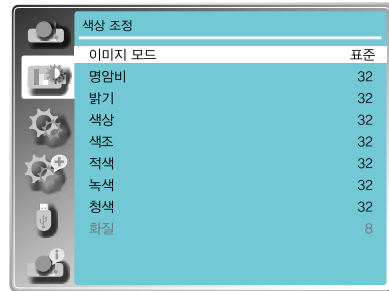 색상 조정
이미지 모드 표준
명암비 32
밝기 32
색상 32
색조 32
적색 32
녹색 32
청색 32
화질 8